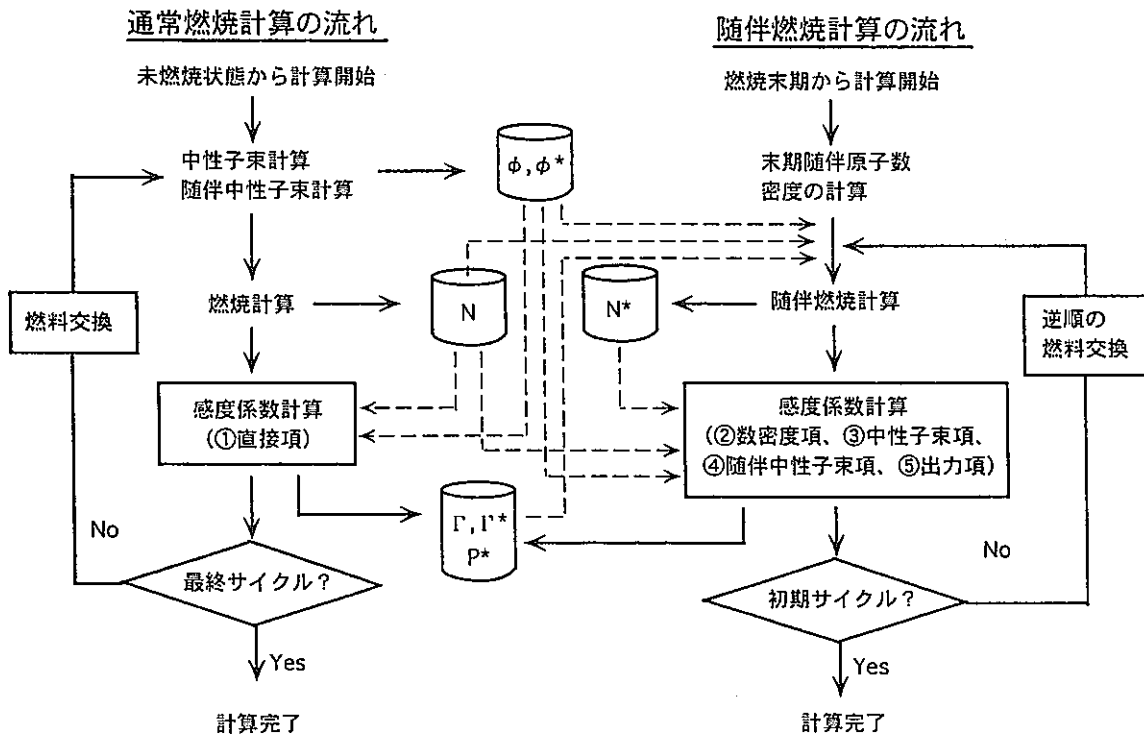 通常燃焼計算の流れ
未燃焼状態から計算開始
中性子束計算
随伴中性子束計算
燃焼計算
燃料交換
感度係数計算
(①直接項)
No
最終サイクル？
Yes
計算完了
φ,φ*
N
N*
Γ,Γ*
P*
随伴燃焼計算の流れ
燃焼末期から計算開始
末期随伴原子数
密度の計算
随伴燃焼計算
逆順の
燃料交換
感度係数計算
(②数密度項、③中性子束項、
④随伴中性子束項、⑤出力項)
No
初期サイクル？
Yes
計算完了